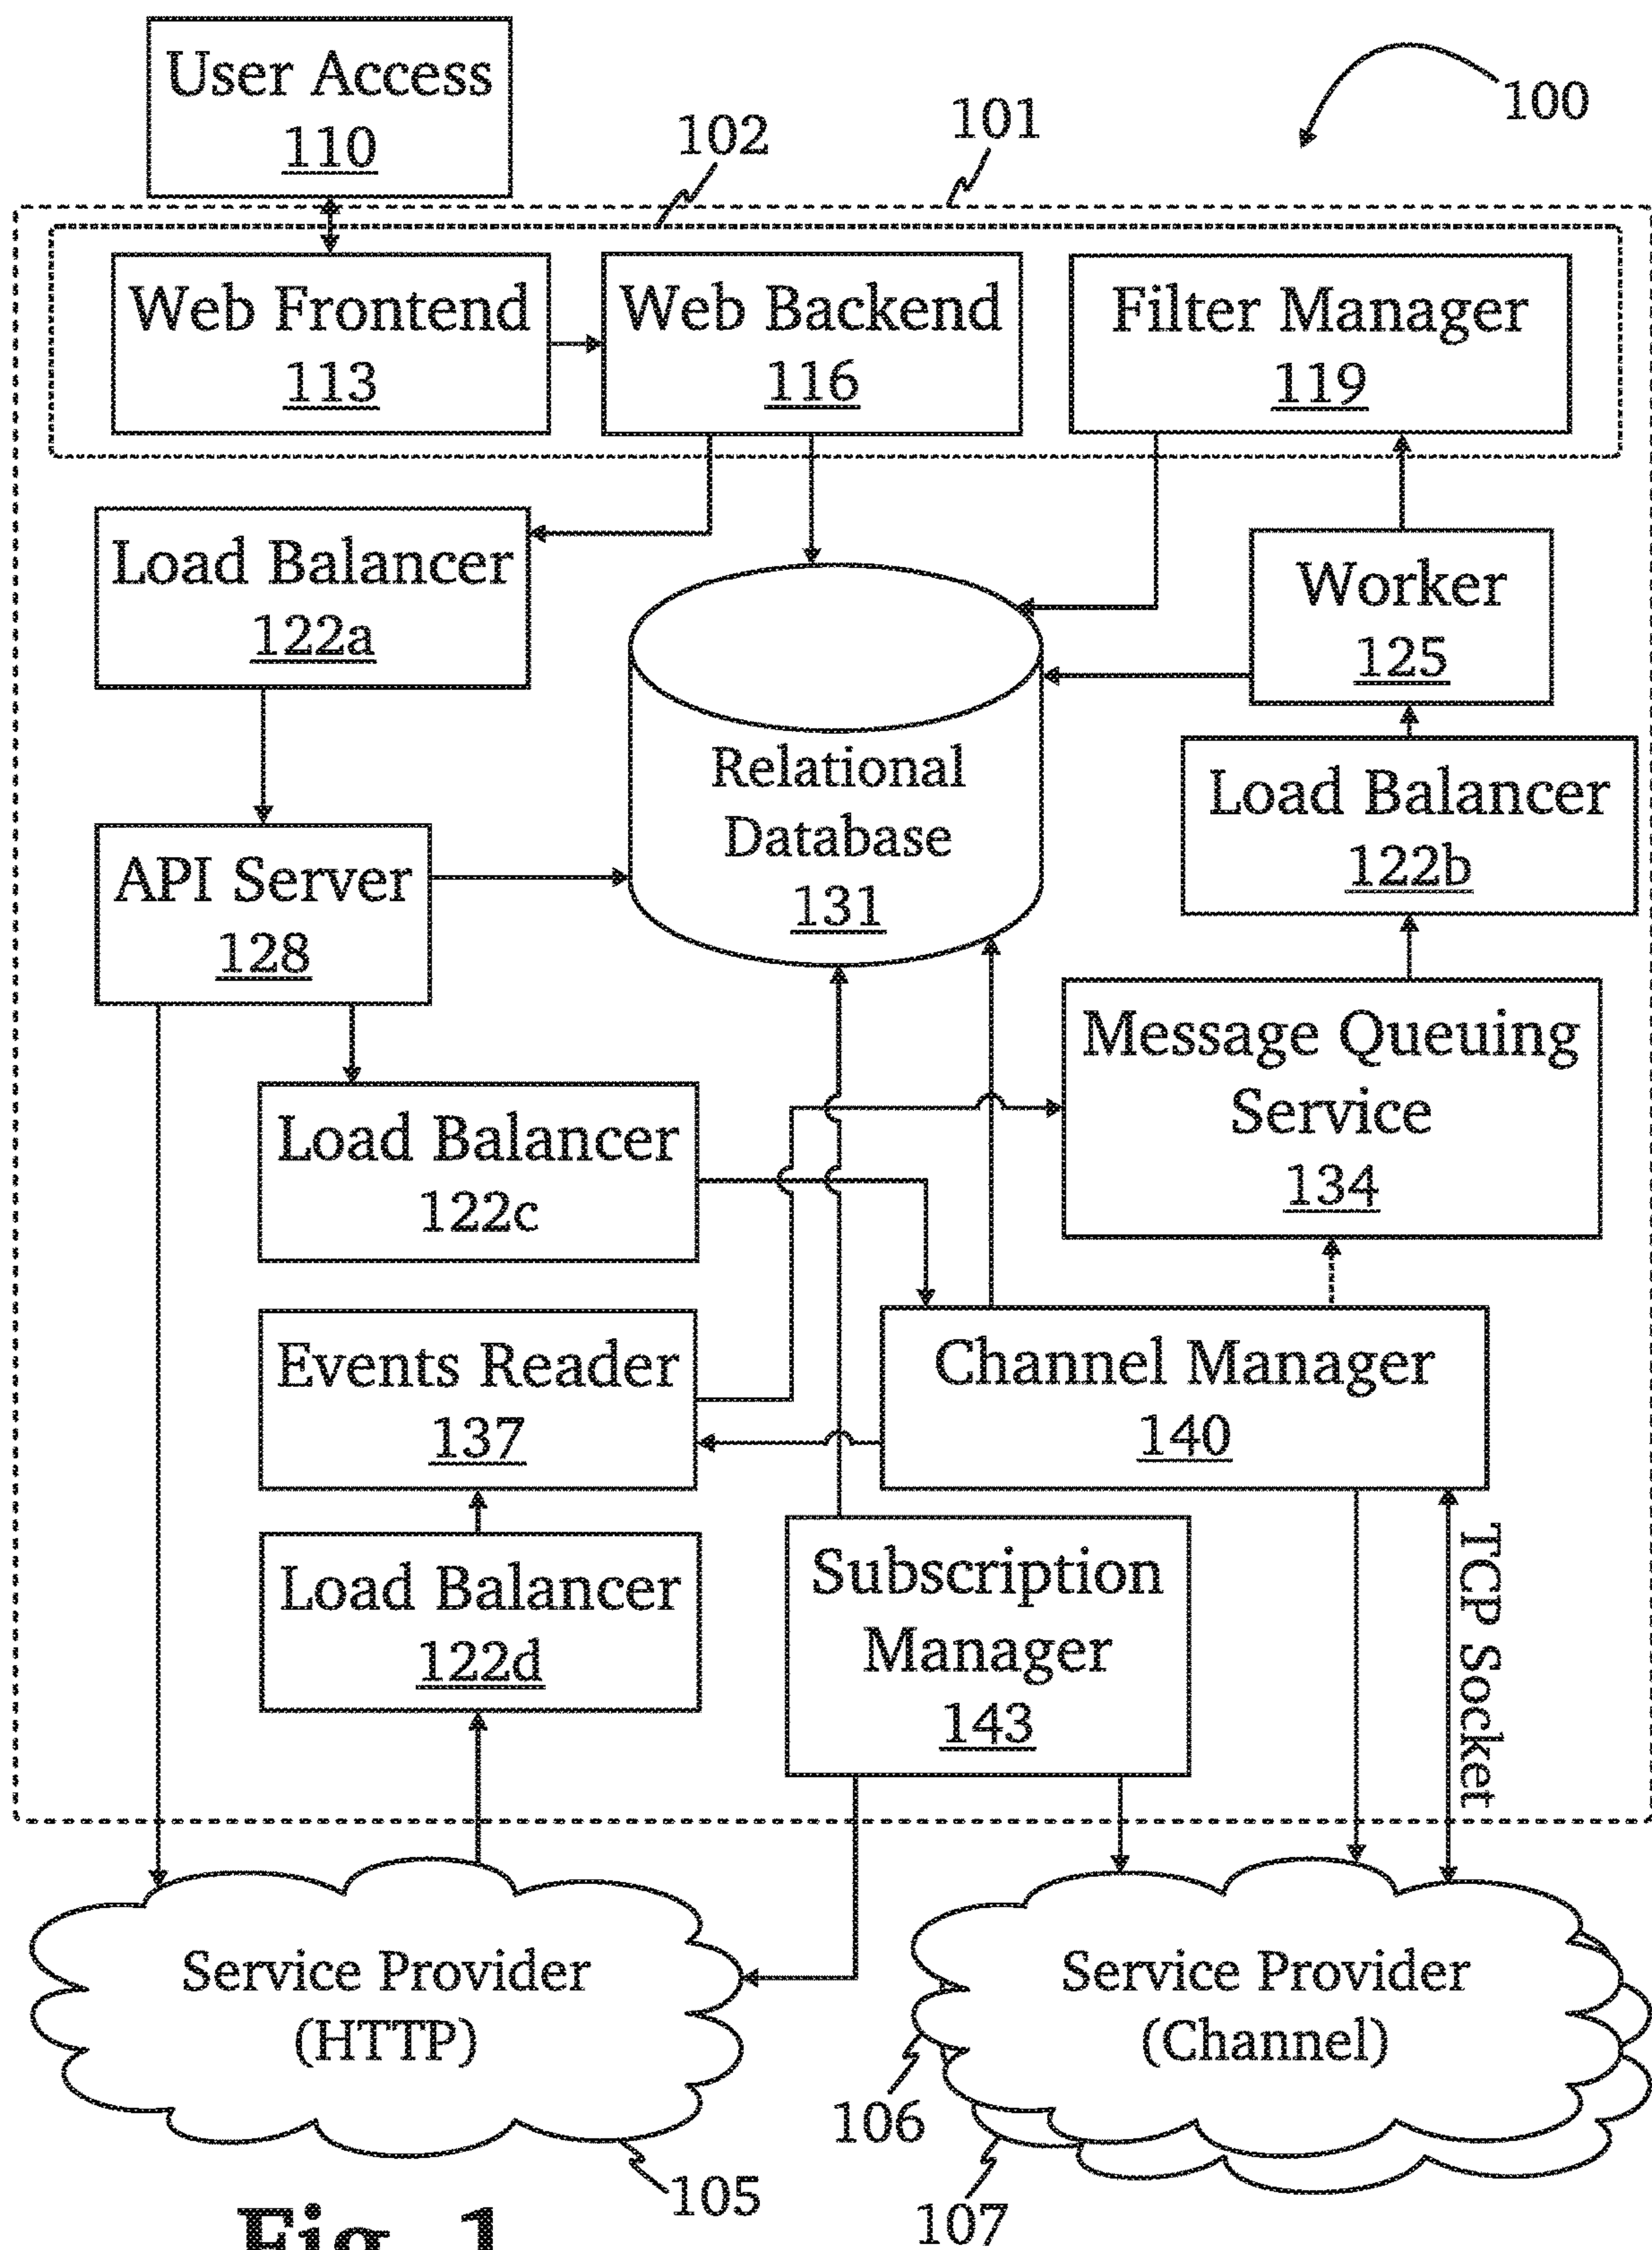 User Access
110
100
101
102
Web Frontend
113
Web Backend
116
Filter Manager
119
Load Balancer
122a
Worker
125
Relational
Database
131
Load Balancer
122b
API Server
128
Message Queuing
Service
134
Load Balancer
122c
Events Reader
137
Channel Manager
140
Load Balancer
122d
Subscription
Manager
143
TCP Socket
Service Provider
(HTTP)
Service Provider
(Channel)
106
105
107
Fig. 1